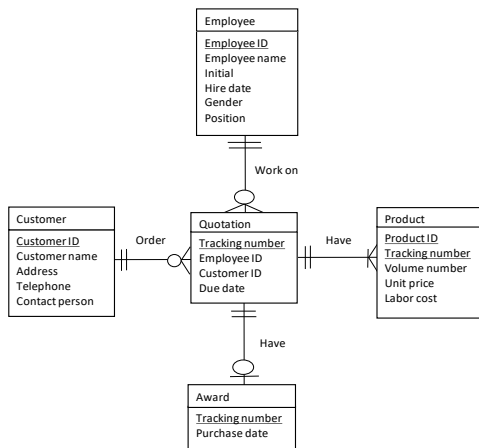 Employee
Employee ID
Employee name
Initial
Hire date
Gender
Position
Work on
Customer
Customer ID
Customer name
Address
Telephone
Contact person
Order
Quotation
Tracking number
Employee ID
Customer ID
Due date
Have
Product
Product ID
Tracking number
Volume number
Unit price
Labor cost
Have
Award
Tracking number
Purchase date